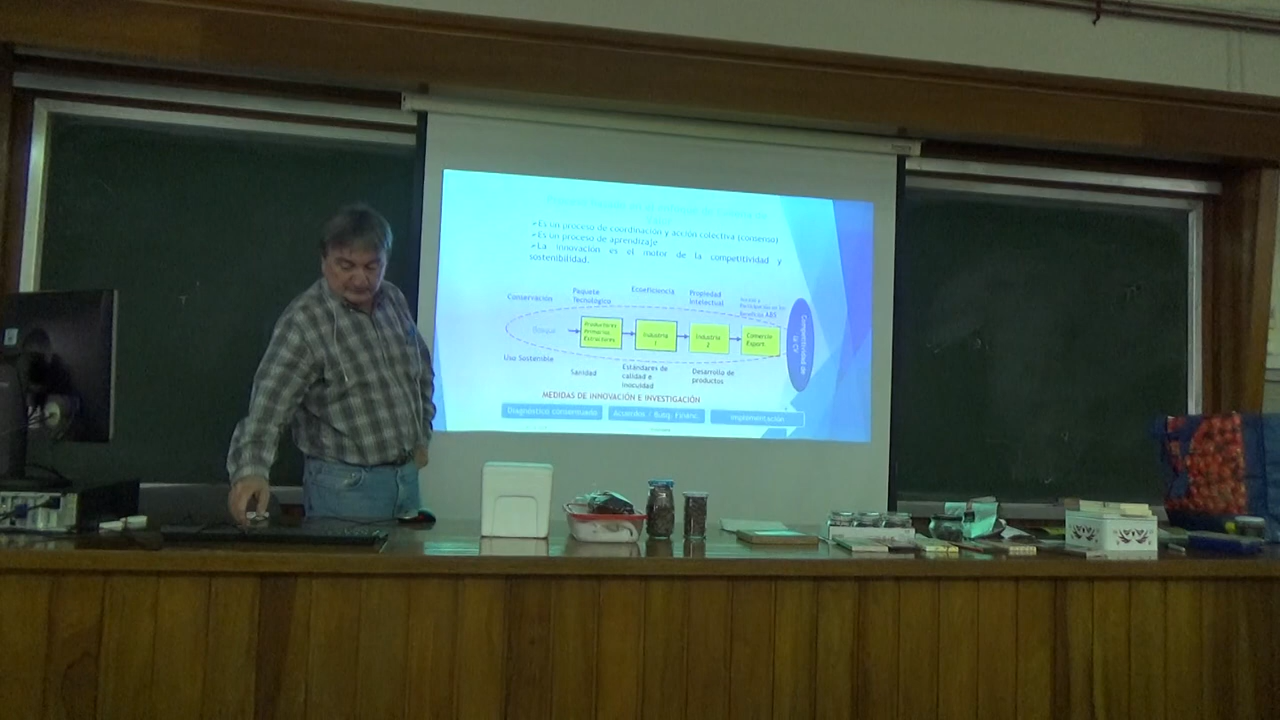 ➢Es un proceso de coordinación y acción colectiva (consenso)
➢Es un proceso de aprendizaje
➢La innovación es el motor de la competitividad y
sostenibilidad.
Conservación
Paquete
Tecnológico
Ecoeficiencia
Propiedad
Intelectual
Bosque
Productores
Primarios
Extractores
Industria
1
Industria
2
Comercio
Export.
Competitividad de
la CV
Uso Sostenible
Sanidad
Estándares de
calidad e
inocuidad
Desarrollo de
productos
MEDIDAS DE INNOVACIÓN E INVESTIGACIÓN
Diagnóstico consensuado
Acuerdos / Busq. Financ.
Implementación